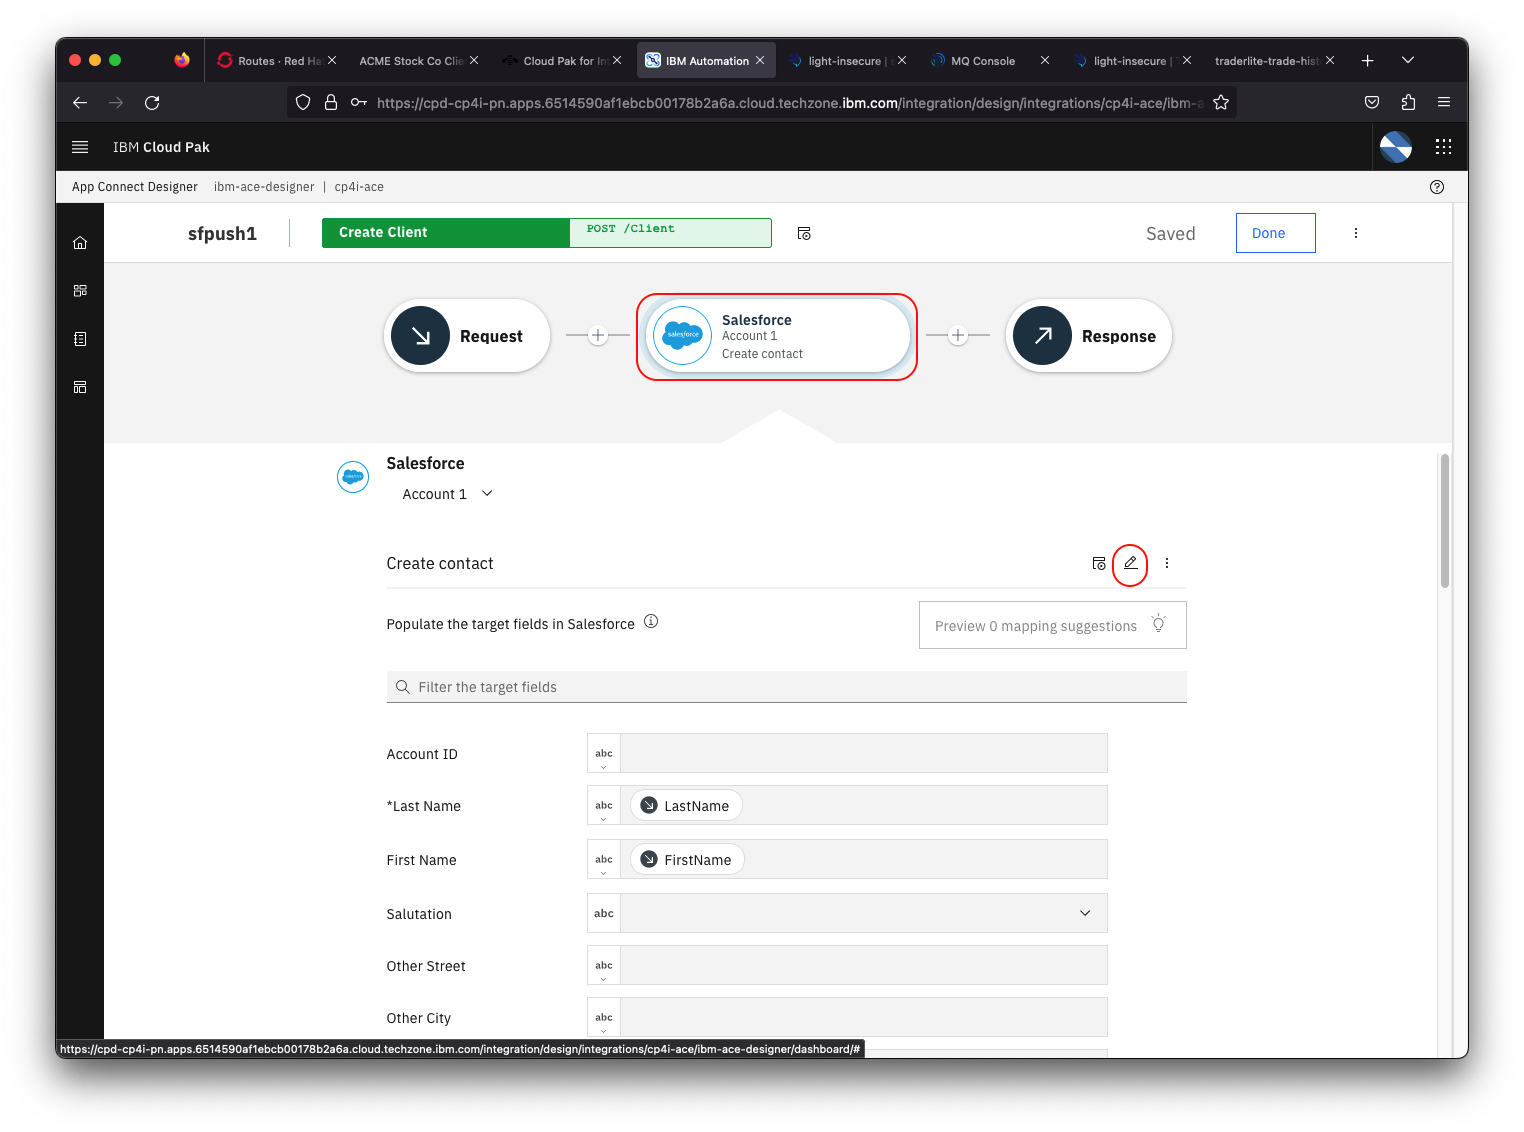 Routes · Red Ha
ACME Stock Co Clie
Cloud Pak for In
IBM Automation
light-insecure | s
MQ Console
light-insecure | T
traderlite-trade-hist
https://cpd-cp4i-pn.apps.6514590af1ebcb00178b2a6a.cloud.techzone.ibm.com/integration/design/integrations/cp4i-ace/ibm-a
IBM Cloud Pak
App Connect Designer ibm-ace-designer | cp4i-ace
sfpush1
Create Client
POST /Client
Saved
Done
Request
salesforce
Salesforce
Account 1
Create contact
Response
Salesforce
Account 1
Create contact
Populate the target fields in Salesforce
Preview 0 mapping suggestions
Filter the target fields
Account ID
abc
*Last Name
abc
LastName
First Name
abc
FirstName
Salutation
abc
Other Street
abc
Other City
abc
https://cpd-cp4i-pn.apps.6514590af1ebcb00178b2a6a.cloud.techzone.ibm.com/integration/design/integrations/cp4i-ace/ibm-ace-designer/dashboard/#